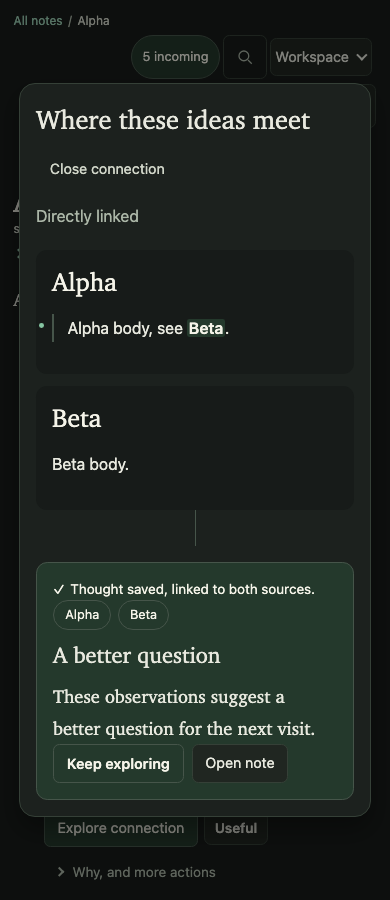 All notes / Alpha
5 incoming
Workspace
Where these ideas meet
Close connection
Directly linked
Alpha
Alpha body, see Beta.
Beta
Beta body.
✓ Thought saved, linked to both sources.
Alpha Beta
A better question
These observations suggest a
better question for the next visit.
Keep exploring Open note
Explore connection Useful
Why, and more actions